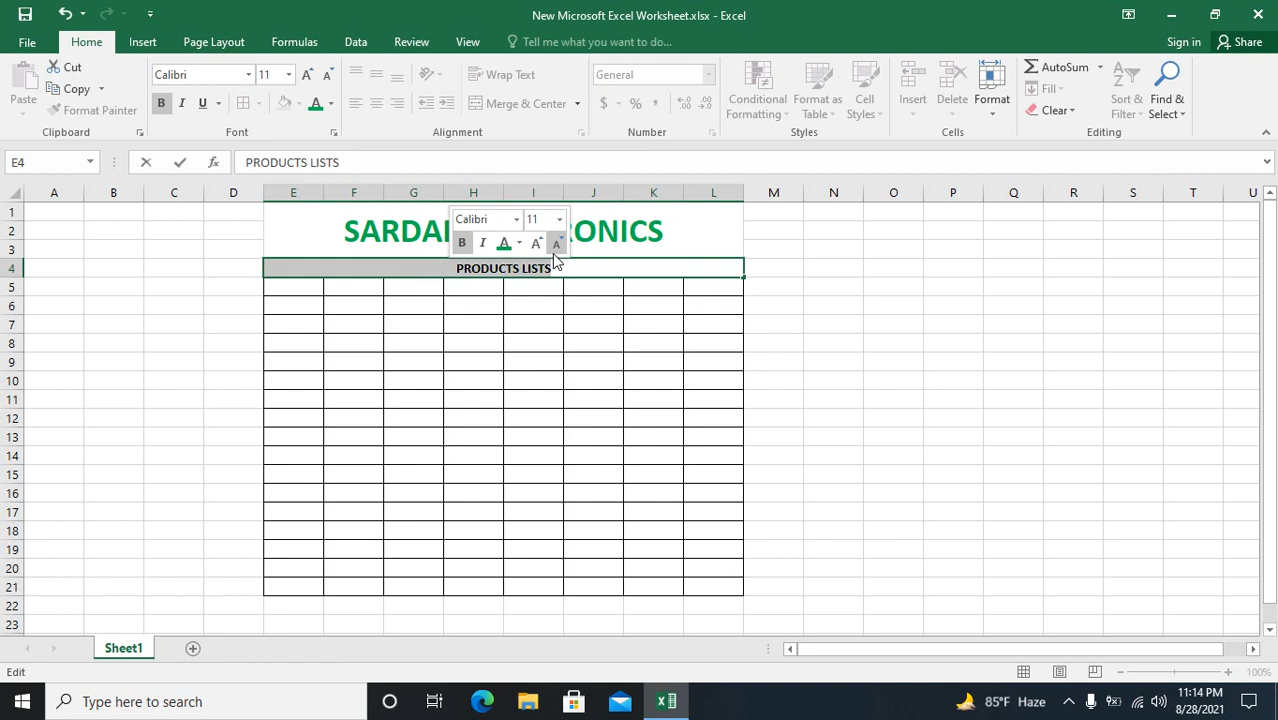 New Microsoft Excel Worksheet.xlsx - Excel
File Home Insert Page Layout Formulas Data Review View Tell me what you want to do... Sign in Share
Paste
Cut
Copy
Format Painter
Clipboard
Calibri 11
B I U A
Font
Wrap Text
Merge & Center
Alignment
General
$ % ,
Number
Conditional Formatting
Format as Table
Cell Styles
Styles
Insert Delete Format
Cells
AutoSum
Fill
Clear
Sort & Filter
Find & Select
Editing
E4 fx PRODUCTS LISTS
A B C D E F G H I J K L M N O P Q R S T U
1
2
3
4
5
6
7
8
9
10
11
12
13
14
15
16
17
18
19
20
21
22
23
Calibri 11
B I A A A
PRODUCTS LISTS
Sheet1
Edit 100%
Type here to search
85°F Haze
11:14 PM
8/28/2021